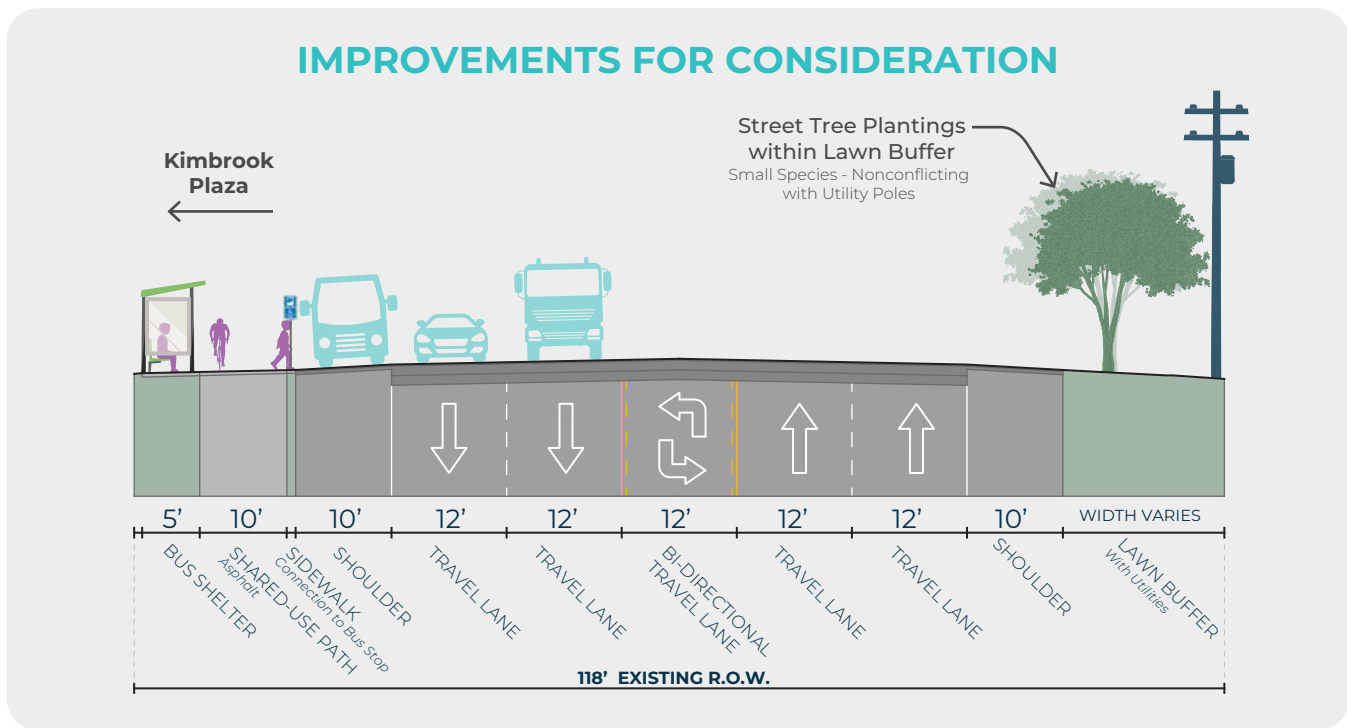 IMPROVEMENTS FOR CONSIDERATION
Kimbrook
Plaza
Street Tree Plantings
within Lawn Buffer
Small Species - Nonconflicting
with Utility Poles
5’
10’
10’
12’
12’
12’
12’
12’
10’
WIDTH VARIES
BUS SHELTER
SHARED-USE PATH
Asphalt
SIDEWALK
Connection to Bus Stop
SHOULDER
TRAVEL LANE
TRAVEL LANE
BI-DIRECTIONAL
TRAVEL LANE
TRAVEL LANE
TRAVEL LANE
SHOULDER
LAWN BUFFER
With Utilities
118’ EXISTING R.O.W.